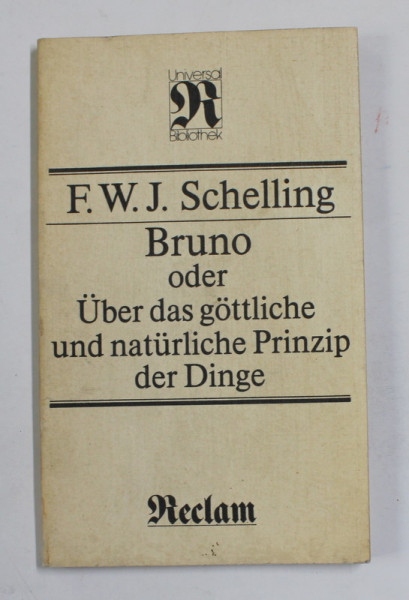 Universal
R
Bibliothek
F. W. J. Schelling
Bruno
oder
Über das göttliche
und natürliche Prinzip
der Dinge
Reclam